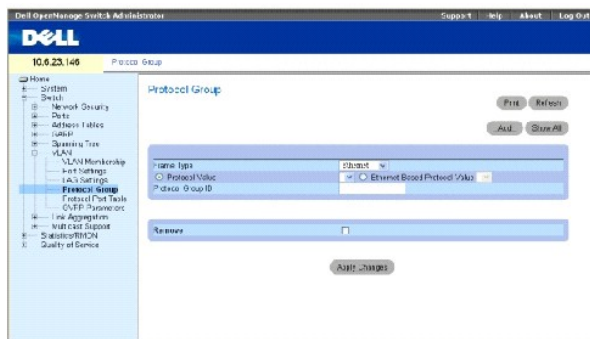 Dell OpenManage Switch Administrator
Support Help About Log Out
DELL
10.6.23.146
Protocol Group
Home
System
Switch
Network Security
Ports
Address Tables
GARP
Spanning Tree
VLAN
VLAN Membership
Port Settings
LAG Settings
Protocol Group
Protocol Port Table
GVRP Parameters
Link Aggregation
Multicast Support
Statistics/RMON
Quality of Service
Protocol Group
Print Refresh
Add Show All
Frame Type Ethernet
Protocol Value Ethernet Based Protocol Value
Protocol Group ID
Remove
Apply Changes